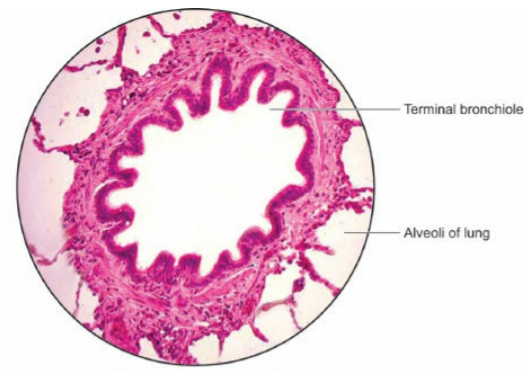 Terminal bronchiole
Alveoli of lung